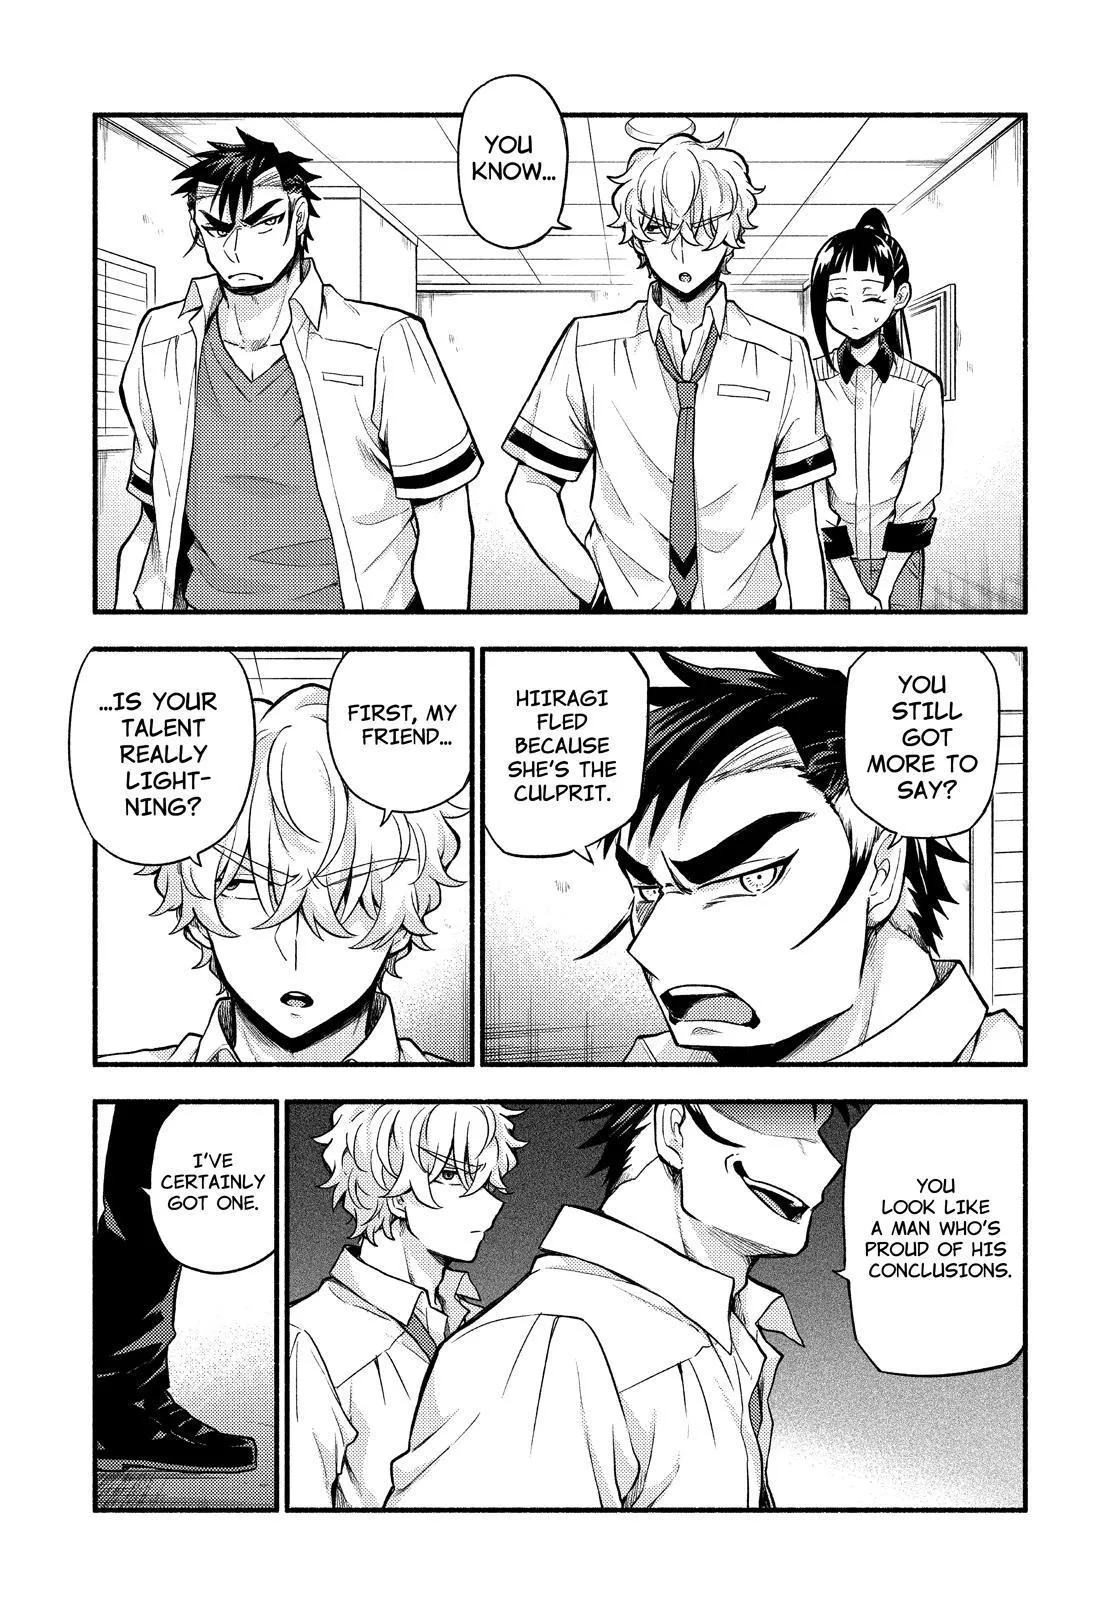 YOU
KNOW...
YOU
STILL
GOT
MORE TO
SAY?
HIIRAGI
FLED
BECAUSE
SHE'S THE
CULPRIT.
FIRST, MY
FRIEND...
...IS YOUR
TALENT
REALLY
LIGHT-
NING?
YOU
LOOK LIKE
A MAN WHO'S
PROUD OF HIS
CONCLUSIONS.
I'VE
CERTAINLY
GOT ONE.